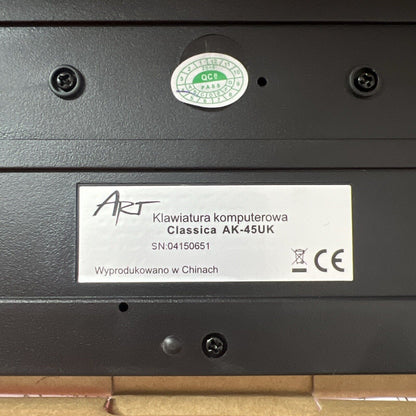 QC
PASS
ART
Klawiatura komputerowa
Classica AK-45UK
SN:04150651
Wyprodukowano w Chinach
CE